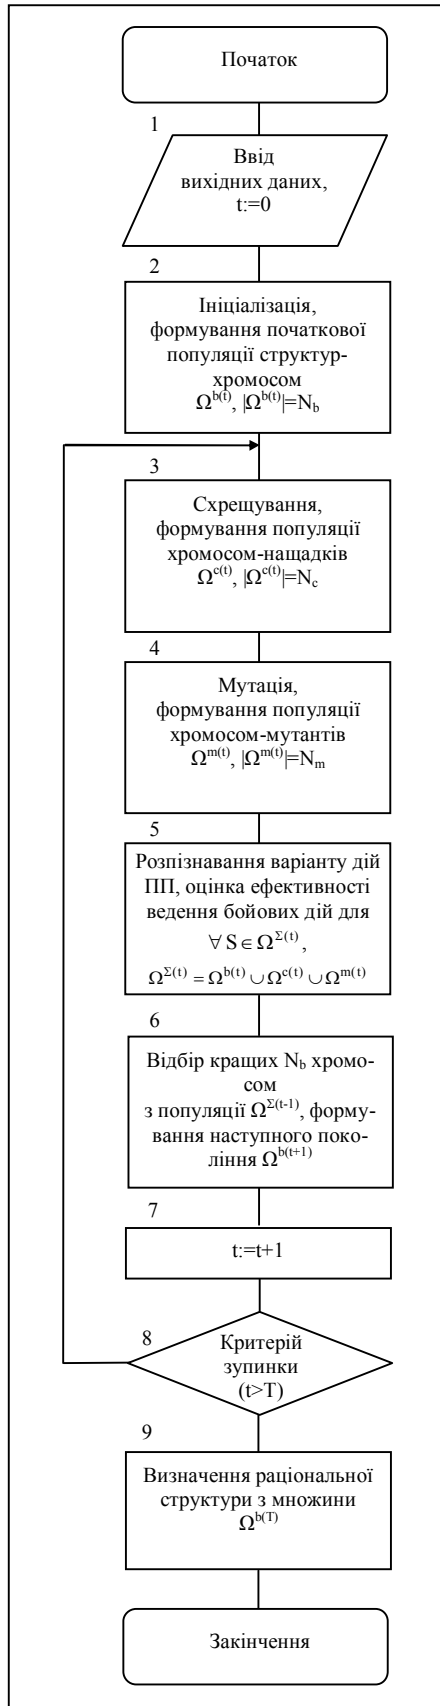 Початок
1
Ввід
вихідних даних,
t:=0
2
Ініціалізація,
формування початкової
популяції структур-
хромосом
Ω^b(t), |Ω^b(t)|=N_b
3
Схрещування,
формування популяції
хромосом-нащадків
Ω^c(t), |Ω^c(t)|=N_c
4
Мутація,
формування популяції
хромосом-мутантів
Ω^m(t), |Ω^m(t)|=N_m
5
Розпізнавання варіанту дій
ПП, оцінка ефективності
ведення бойових дій для
∀ S ∈ Ω^Σ(t) ,
Ω^Σ(t) = Ω^b(t) ∪ Ω^c(t) ∪ Ω^m(t)
6
Відбір кращих N_b хромо-
сом
з популяції Ω^Σ(t-1), форму-
вання наступного поко-
ління Ω^b(t+1)
7
t:=t+1
8
Критерій
зупинки
(t>T)
9
Визначення раціональної
структури з множини
Ω^b(T)
Закінчення